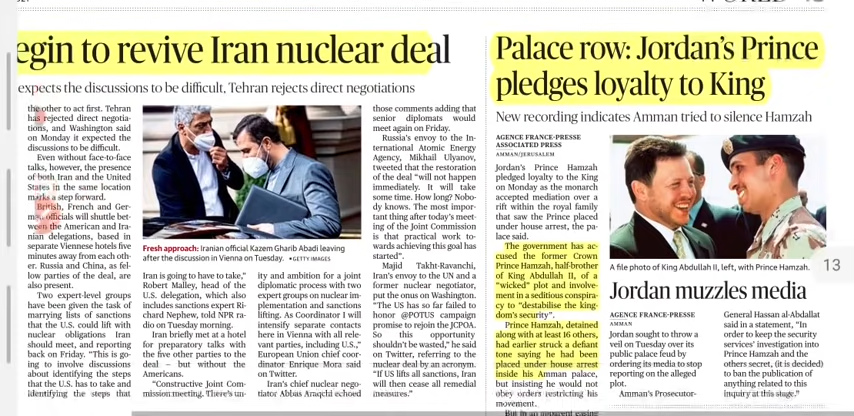 egin to revive Iran nuclear deal
expects the discussions to be difficult, Tehran rejects direct negotiations
the other to act first. Tehran
has rejected direct negotia-
tions, and Washington said
on Monday it expected the
discussions to be difficult.
Even without face-to-face
talks, however, the presence
of both Iran and the United
States in the same location
marks a step forward.
British, French and Ger-
man officials will shuttle bet-
ween the American and Ira-
nian delegations, based in
separate Viennese hotels five
minutes away from each oth-
er. Russia and China, as fel-
low parties of the deal, are
also present.
Two expert-level groups
have been given the task of
marrying lists of sanctions
that the U.S. could lift with
nuclear obligations Iran
should meet, and reporting
back on Friday. "This is go-
ing to involve discussions
about identifying the steps
that the U.S. has to take and
identifying the steps that
Fresh approach: Iranian official Kazem Gharib Abadi leaving
after the discussion in Vienna on Tuesday. •GETTY IMAGES
Iran is going to have to take,"
Robert Malley, head of the
U.S. delegation, which also
includes sanctions expert Ri-
chard Nephew, told NPR ra-
dio on Tuesday morning.
Iran briefly met at a hotel
for preparatory talks with
the five other parties to the
deal – but without the
Americans.
"Constructive Joint Com-
mission meeting. There's un-
ity and ambition for a joint
diplomatic process with two
expert groups on nuclear im-
plementation and sanctions
lifting. As Coordinator I will
intensify separate contacts
here in Vienna with all rele-
vant parties, including U.S.,"
European Union chief coor-
dinator Enrique Mora said
on Twitter.
Iran's chief nuclear nego-
tiator Abbas Araqchi echoed
those comments adding that
senior diplomats would
meet again on Friday.
Russia's envoy to the In-
ternational Atomic Energy
Agency, Mikhail Ulyanov,
tweeted that the restoration
of the deal "will not happen
immediately. It will take
some time. How long? Nobo-
dy knows. The most impor-
tant thing after today's meet-
ing of the Joint Commission
is that practical work to-
wards achieving this goal has
started".
Majid Takht-Ravanchi,
Iran's envoy to the UN and a
former nuclear negotiator,
put the onus on Washington.
"The US has so far failed to
honor @POTUS campaign
promise to rejoin the JCPOA.
So this opportunity
shouldn't be wasted," he said
on Twitter, referring to the
nuclear deal by an acronym.
"If US lifts all sanctions, Iran
will then cease all remedial
measures."
Palace row: Jordan's Prince
pledges loyalty to King
New recording indicates Amman tried to silence Hamzah
AGENCE FRANCE-PRESSE
ASSOCIATED PRESS
AMMAN/JERUSALEM
Jordan's Prince Hamzah
pledged loyalty to the King
on Monday as the monarch
accepted mediation over a
rift within the royal family
that saw the Prince placed
under house arrest, the pa-
lace said.
The government has ac-
cused the former Crown
Prince Hamzah, half-brother
of King Abdullah II, of a
"wicked" plot and involve-
ment in a seditious conspira-
cy to "destabilise the king-
dom's security".
Prince Hamzah, detained
along with at least 16 others,
had earlier struck a defiant
tone saying he had been
placed under house arrest
inside his Amman palace,
but insisting he would not
obey orders restricting his
movement.
But in an apparent easing
A file photo of King Abdullah II, left, with Prince Hamzah.
13
Jordan muzzles media
AGENCE FRANCE-PRESSE
AMMAN
Jordan sought to throw a
veil on Tuesday over its
public palace feud by
ordering its media to stop
reporting on the alleged
plot.
Amman's Prosecutor-
General Hassan al-Abdallat
said in a statement, "In
order to keep the security
services' investigation into
Prince Hamzah and the
others secret, (it is decided)
to ban the publication of
anything related to this
inquiry at this stage."